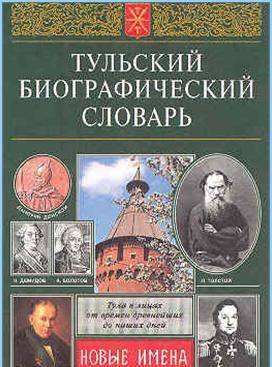 ТУЛЬСКИЙ
БИОГРАФИЧЕСКИЙ
СЛОВАРЬ
ДМИТРИЙ ДОНСКОЙ
Н. ДЕМИДОВ
А. БОЛОТОВ
Л. ТОЛСТОЙ
Тула в лицах
от времен древнейших
до наших дней
НОВЫЕ ИМЕНА